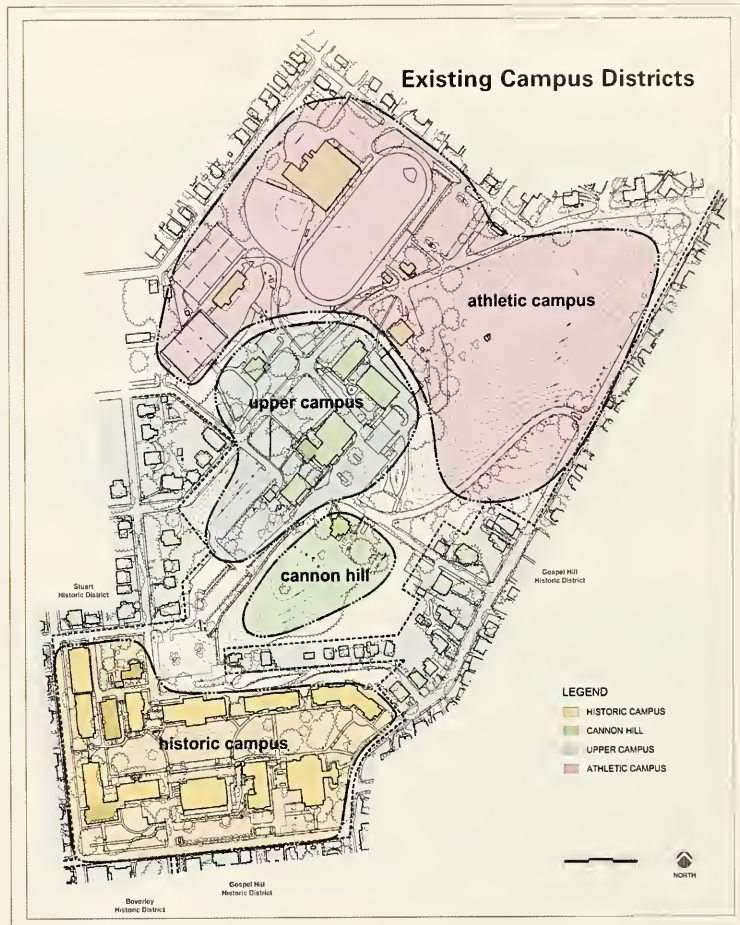 Existing Campus Districts
athletic campus
upper campus
cannon hill
Stuart
Historic District
Gospel Hill
Historic District
historic campus
LEGEND
HISTORIC CAMPUS
CANNON HILL
UPPER CAMPUS
ATHLETIC CAMPUS
NORTH
Gospel Hill
Historic District
Beverley
Historic District